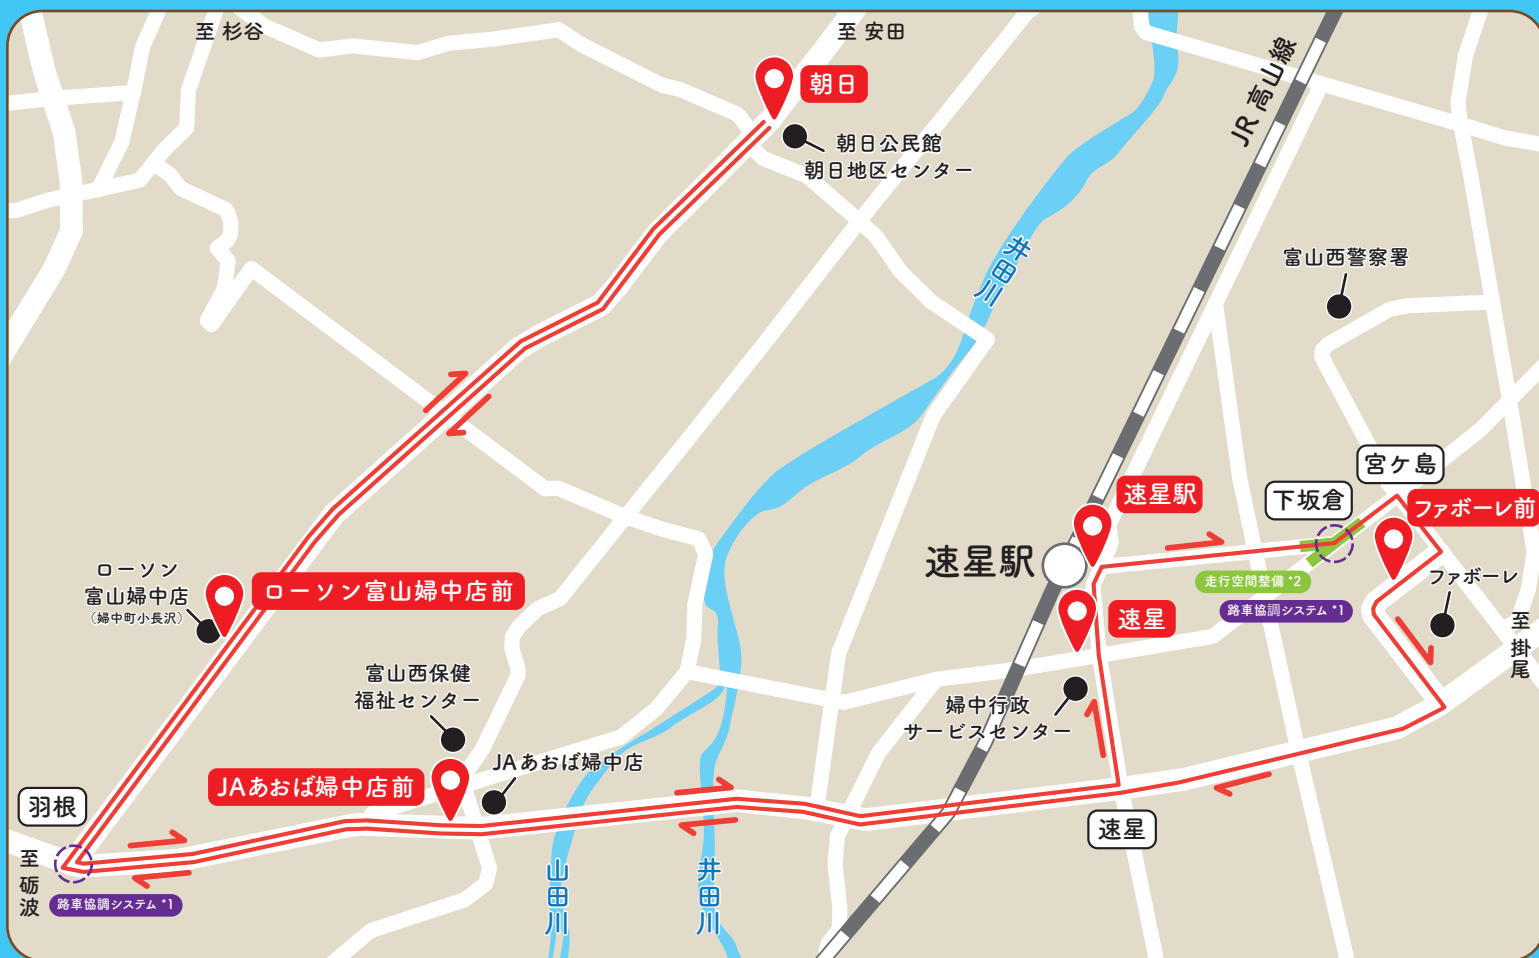 至 杉谷
至 安田
朝日
朝日公民館
朝日地区センター
JR 高山線
井田川
富山西警察署
宮ケ島
下坂倉
ファボーレ前
速星駅
速星駅
走行空間整備 *2
路車協調システム *1
ファボーレ
至 掛尾
速星
ローソン
富山婦中店
(婦中町小長沢)
ローソン富山婦中店前
富山西保健
福祉センター
婦中行政
サービスセンター
JAあおば婦中店
JAあおば婦中店前
羽根
速星
至 砺波
路車協調システム *1
山田川
井田川